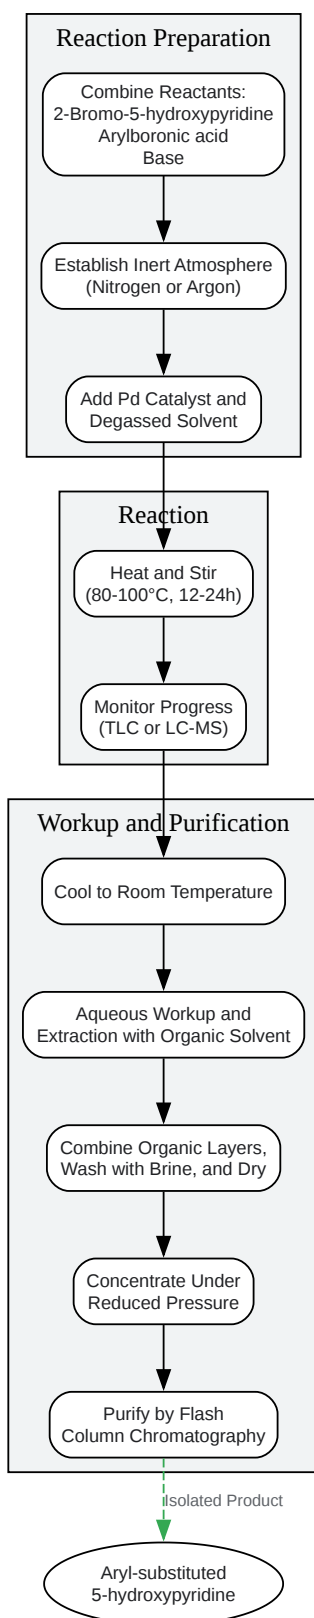 Reaction Preparation
Combine Reactants:
2-Bromo-5-hydroxypyridine
Arylboronic acid
Base
Establish Inert Atmosphere
(Nitrogen or Argon)
Add Pd Catalyst and
Degassed Solvent
Reaction
Heat and Stir
(80-100°C, 12-24h)
Monitor Progress
(TLC or LC-MS)
Workup and Purification
Cool to Room Temperature
Aqueous Workup and
Extraction with Organic Solvent
Combine Organic Layers,
Wash with Brine, and Dry
Concentrate Under
Reduced Pressure
Purify by Flash
Column Chromatography
Isolated Product
Aryl-substituted
5-hydroxypyridine